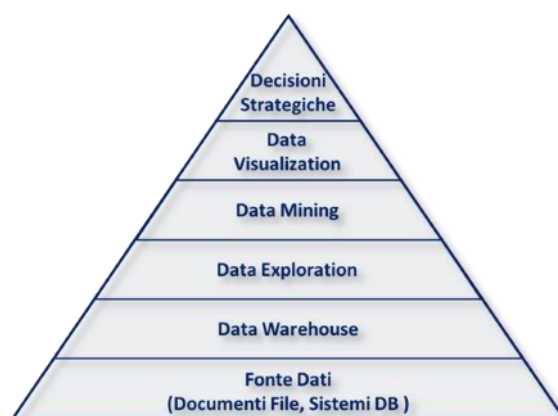 Decisioni
Strategiche
Data
Visualization
Data Mining
Data Exploration
Data Warehouse
Fonte Dati
(Documenti File, Sistemi DB )